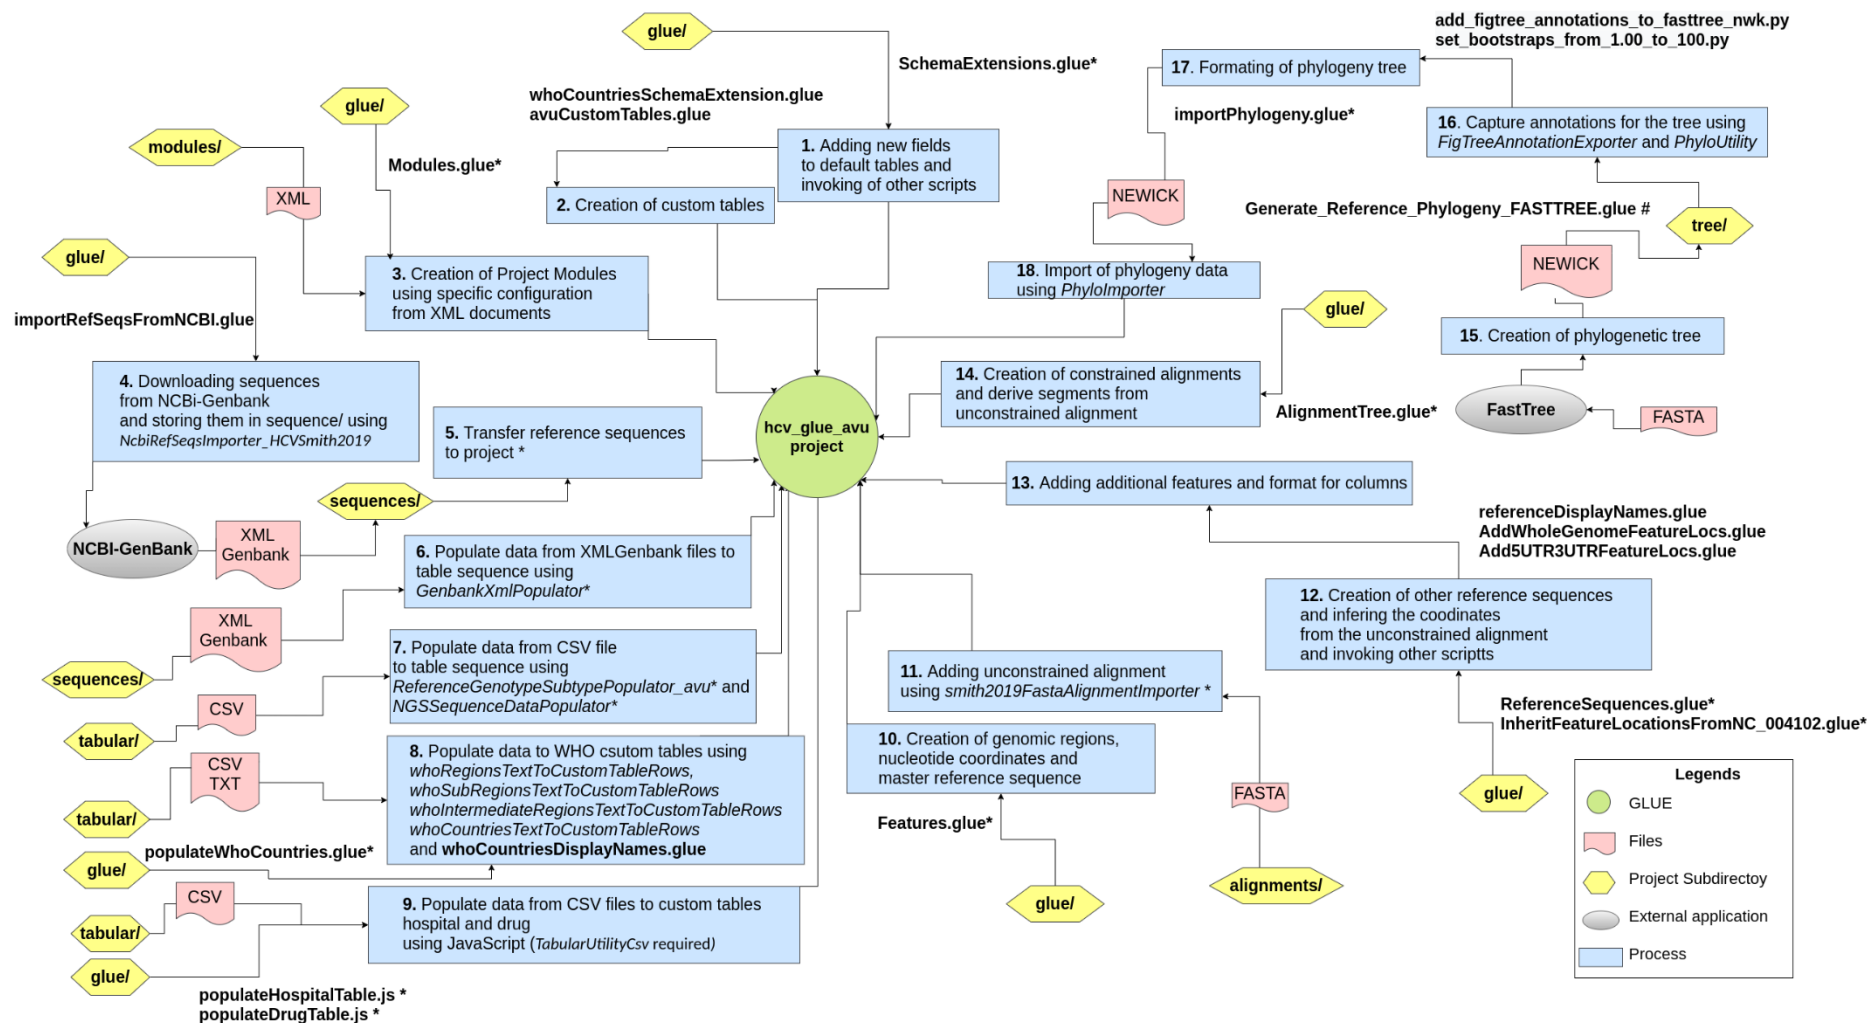 glue/
SchemaExtensions.glue*
whoCountriesSchemaExtension.glue
avuCustomTables.glue
1. Adding new fields
to default tables and
invoking of other scripts
2. Creation of custom tables
glue/
modules/
Modules.glue*
XML
3. Creation of Project Modules
using specific configuration
from XML documents
glue/
importRefSeqsFromNCBI.glue
4. Downloading sequences
from NCBi-Genbank
and storing them in sequence/ using
NcbiRefSeqsImporter_HCVSmith2019
5. Transfer reference sequences
to project *
sequences/
NCBI-GenBank
XML
Genbank
6. Populate data from XMLGenbank files to
table sequence using
GenbankXmlPopulator*
XML
Genbank
sequences/
7. Populate data from CSV file
to table sequence using
ReferenceGenotypeSubtypePopulator_avu* and
NGSSequenceDataPopulator*
CSV
tabular/
8. Populate data to WHO csutom tables using
whoRegionsTextToCustomTableRows,
whoSubRegionsTextToCustomTableRows
whoIntermediateRegionsTextToCustomTableRows
whoCountriesTextToCustomTableRows
and whoCountriesDisplayNames.glue
CSV
TXT
tabular/
populateWhoCountries.glue*
glue/
CSV
tabular/
9. Populate data from CSV files to custom tables
hospital and drug
using JavaScript (TabularUtilityCsv required)
glue/
populateHospitalTable.js *
populateDrugTable.js *
hcv_glue_avu
project
add_figtree_annotations_to_fasttree_nwk.py
set_bootstraps_from_1.00_to_100.py
17. Formating of phylogeny tree
importPhylogeny.glue*
16. Capture annotations for the tree using
FigTreeAnnotationExporter and PhyloUtility
NEWICK
Generate_Reference_Phylogeny_FASTTREE.glue #
tree/
NEWICK
18. Import of phylogeny data
using PhyloImporter
glue/
15. Creation of phylogenetic tree
14. Creation of constrained alignments
and derive segments from
unconstrained alignment
AlignmentTree.glue*
FastTree
FASTA
13. Adding additional features and format for columns
referenceDisplayNames.glue
AddWholeGenomeFeatureLocs.glue
Add5UTR3UTRFeatureLocs.glue
12. Creation of other reference sequences
and infering the coodinates
from the unconstrained alignment
and invoking other scriptts
11. Adding unconstrained alignment
using smith2019FastaAlignmentImporter *
ReferenceSequences.glue*
InheritFeatureLocationsFromNC_004102.glue*
10. Creation of genomic regions,
nucleotide coordinates and
master reference sequence
FASTA
glue/
Features.glue*
alignments/
glue/
Legends
GLUE
Files
Project Subdirectoy
External application
Process